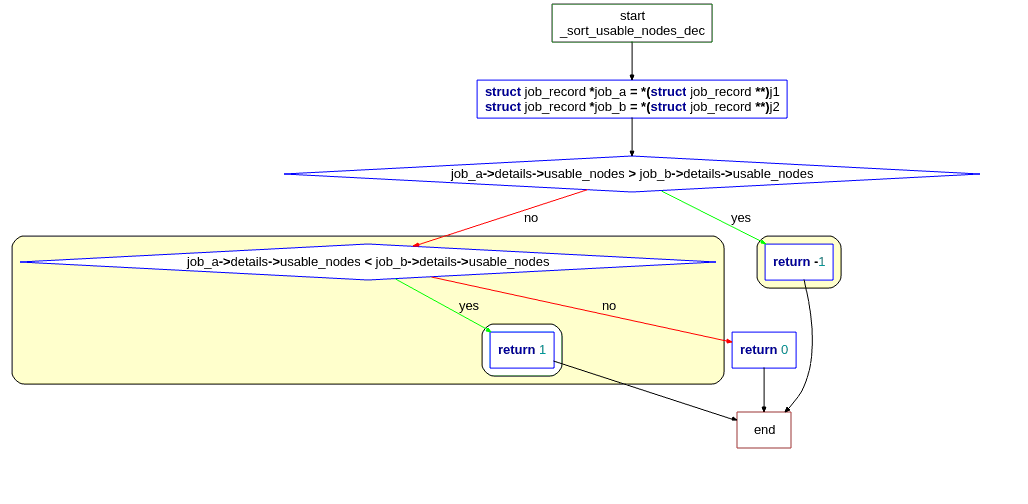 start
_sort_usable_nodes_dec
struct job_record *job_a = *(struct job_record **)j1
struct job_record *job_b = *(struct job_record **)j2
job_a->details->usable_nodes > job_b->details->usable_nodes
no
yes
job_a->details->usable_nodes < job_b->details->usable_nodes
return -1
yes
no
return 1
return 0
end